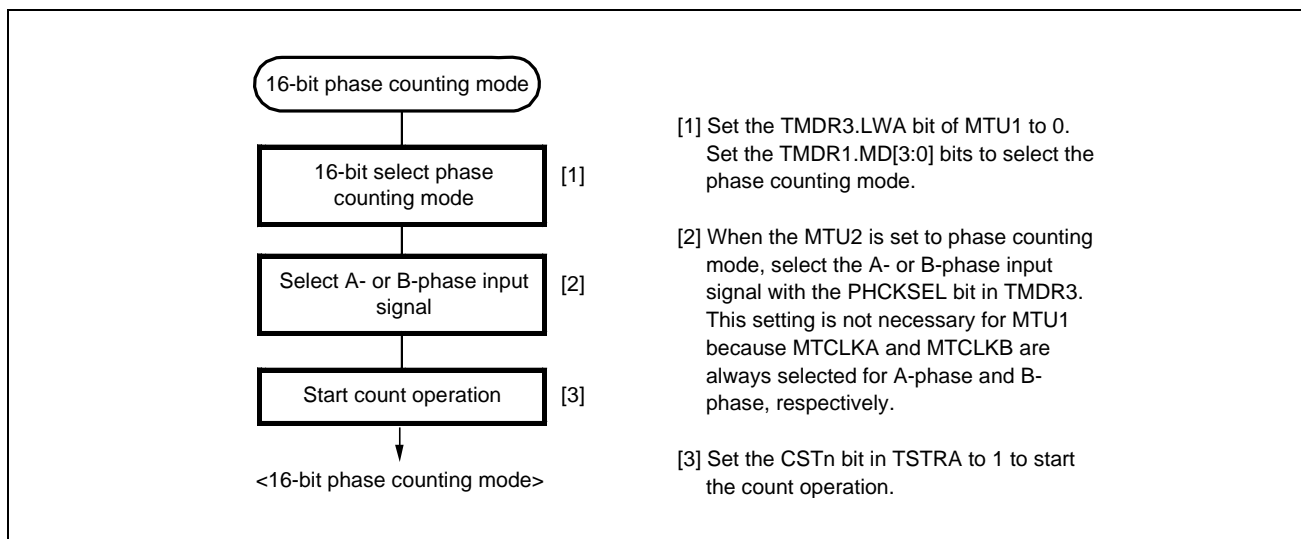 16-bit phase counting mode
16-bit select phase
counting mode
[1]
Select A- or B-phase input
signal
[2]
Start count operation
[3]
<16-bit phase counting mode>
[1] Set the TMDR3.LWA bit of MTU1 to 0.
Set the TMDR1.MD[3:0] bits to select the
phase counting mode.
[2] When the MTU2 is set to phase counting
mode, select the A- or B-phase input
signal with the PHCKSEL bit in TMDR3.
This setting is not necessary for MTU1
because MTCLKA and MTCLKB are
always selected for A-phase and B-
phase, respectively.
[3] Set the CSTn bit in TSTRA to 1 to start
the count operation.